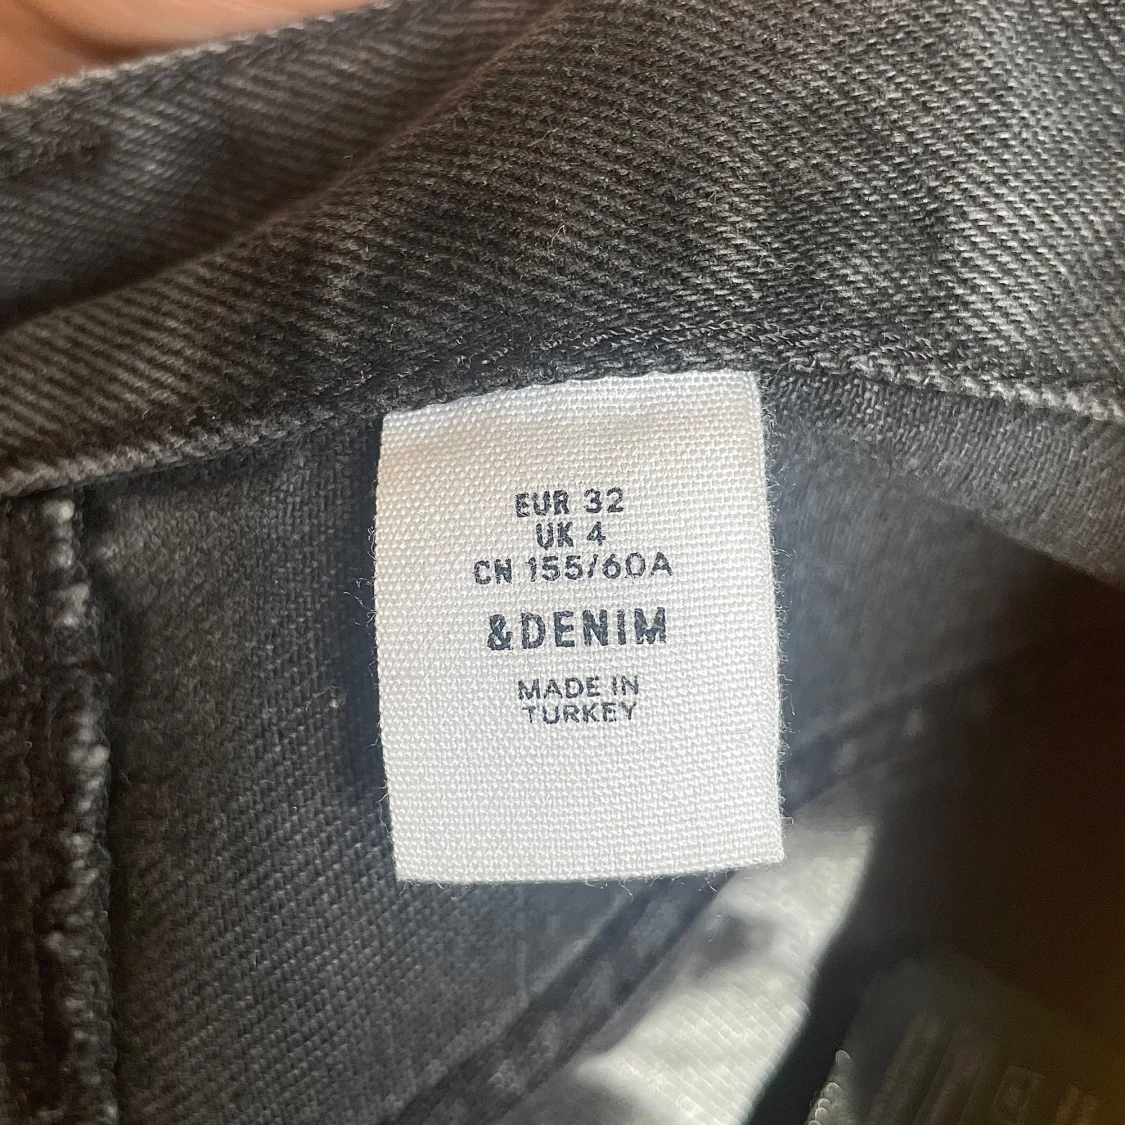 EUR 32
UK 4
CN 155/60A
&DENIM
MADE IN
TURKEY